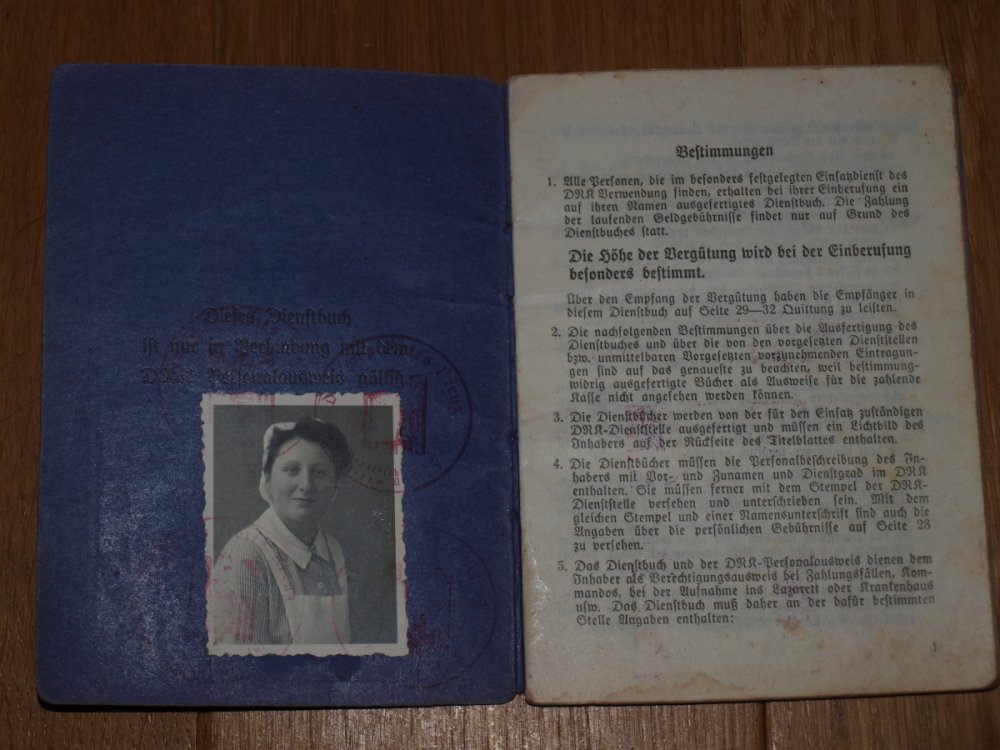 Dieses Dienstbuch
ist nur in Verbindung mit dem
DRK Personalausweis gültig.
Bestimmungen
1. Alle Personen, die im besonders festgelegten Einsatzdienst des
DRK Verwendung finden, erhalten bei ihrer Einberufung ein
auf ihren Namen ausgefertigtes Dienstbuch. Die Zahlung
der laufenden Geldgebührnisse findet nur auf Grund des
Dienstbuches statt.
Die Höhe der Vergütung wird bei der Einberufung
besonders bestimmt.
Über den Empfang der Vergütung haben die Empfänger in
diesem Dienstbuch auf Seite 29—32 Quittung zu leisten.
2. Die nachfolgenden Bestimmungen über die Ausfertigung des
Dienstbuches und über die von den vorgesetzten Dienststellen
bzw. unmittelbaren Vorgesetzten vorzunehmenden Eintragun-
gen sind auf das genaueste zu beachten, weil bestimmung-
widrig ausgefertigte Bücher als Ausweise für die zahlende
Kasse nicht angesehen werden können.
3. Die Dienstbücher werden von der für den Einsatz zuständigen
DRK-Dienststelle ausgefertigt und müssen ein Lichtbild des
Inhabers auf der Rückseite des Titelblattes enthalten.
4. Die Dienstbücher müssen die Personalbeschreibung des In-
habers mit Vor- und Zunamen und Dienstgrad im DRK
enthalten. Sie müssen ferner mit dem Stempel der DRK-
Dienststelle versehen und unterschrieben sein. Mit dem
gleichen Stempel und einer Namensunterschrift sind auch die
Angaben über die persönlichen Gebührnisse auf Seite 28
zu versehen.
5. Das Dienstbuch und der DRK-Personalausweis dienen dem
Inhaber als Berechtigungsausweis bei Zahlungsfällen, Kom-
mandos, bei der Aufnahme ins Lazarett oder Krankenhaus
usw. Das Dienstbuch muß daher an der dafür bestimmten
Stelle Angaben enthalten:
1